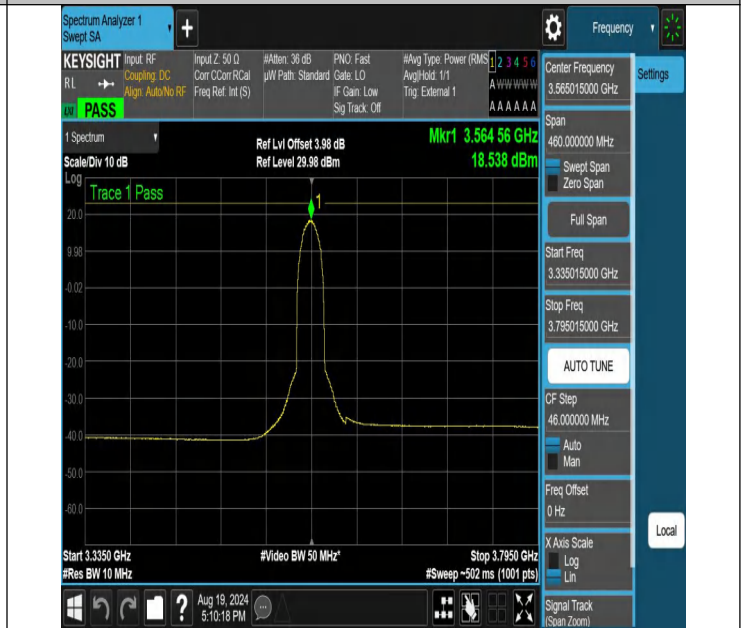 Spectrum Analyzer 1
Swept SA
+
Frequency
KEYSIGHT
RL
PASS
Input: RF
Coupling: DC
Align: Auto/No RF
Input Z: 50 Ω
Corr CCorr RCal
Freq Ref: Int (S)
#Atten: 36 dB
µW Path: Standard
PNO: Fast
Gate: LO
IF Gain: Low
Sig Track: Off
#Avg Type: Power (RMS
Avg|Hold: 1/1
Trig: External 1
1 2 3 4 5 6
A W W W W W
A A A A A A
Settings
Center Frequency
3.565015000 GHz
Span
460.000000 MHz
Swept Span
Zero Span
Full Span
Start Freq
3.335015000 GHz
Stop Freq
3.795015000 GHz
AUTO TUNE
CF Step
46.000000 MHz
Auto
Man
Freq Offset
0 Hz
X Axis Scale
Log
Lin
Signal Track
(Span Zoom)
Local
1 Spectrum
Scale/Div 10 dB
Ref Lvl Offset 3.98 dB
Ref Level 29.98 dBm
Mkr1 3.564 56 GHz
18.538 dBm
Log
Trace 1 Pass
1
20.0
9.98
-0.02
-10.0
-20.0
-30.0
-40.0
-50.0
-60.0
Start 3.3350 GHz
#Res BW 10 MHz
#Video BW 50 MHz*
Stop 3.7950 GHz
#Sweep ~502 ms (1001 pts)
?
Aug 19, 2024
5:10:18 PM